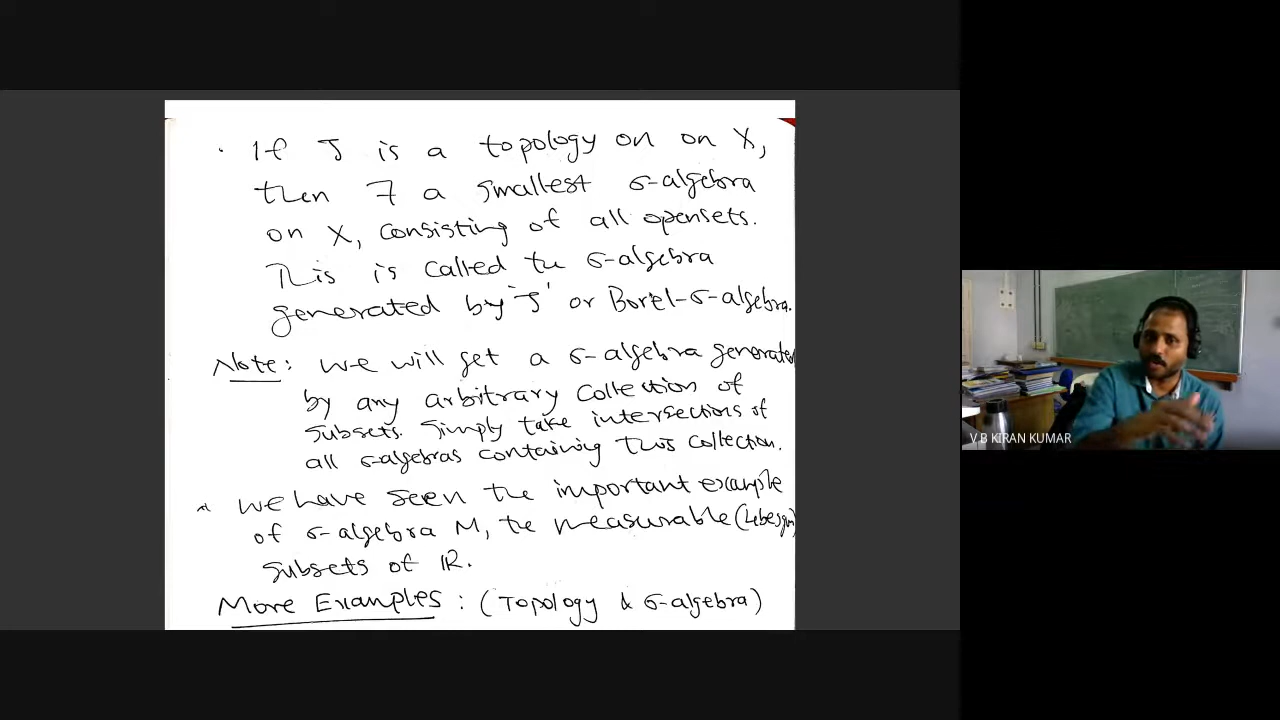 · If J is a topology on on X,
then ∃ a smallest σ-algebra
on X, consisting of all opensets.
This is called the σ-algebra
generated by 'J' or Borel-σ-algebra.
Note: We will get a σ-algebra generated
by any arbitrary collection of
subsets. Simply take intersections of
all σ-algebras containing this collection.
* We have seen the important example
of σ-algebra M, the measurable (Lebesgue)
subsets of ℝ.
More Examples: (Topology & σ-algebra)
V B KIRAN KUMAR